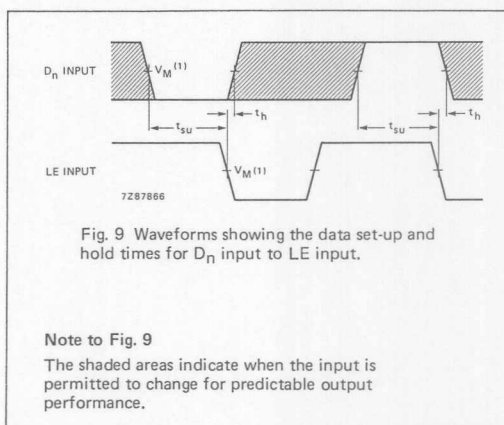 Dn INPUT
VM(1)
tsu
th
tsu
th
LE INPUT
VM(1)
7Z87866
Fig. 9 Waveforms showing the data set-up and
hold times for Dn input to LE input.
Note to Fig. 9
The shaded areas indicate when the input is
permitted to change for predictable output
performance.